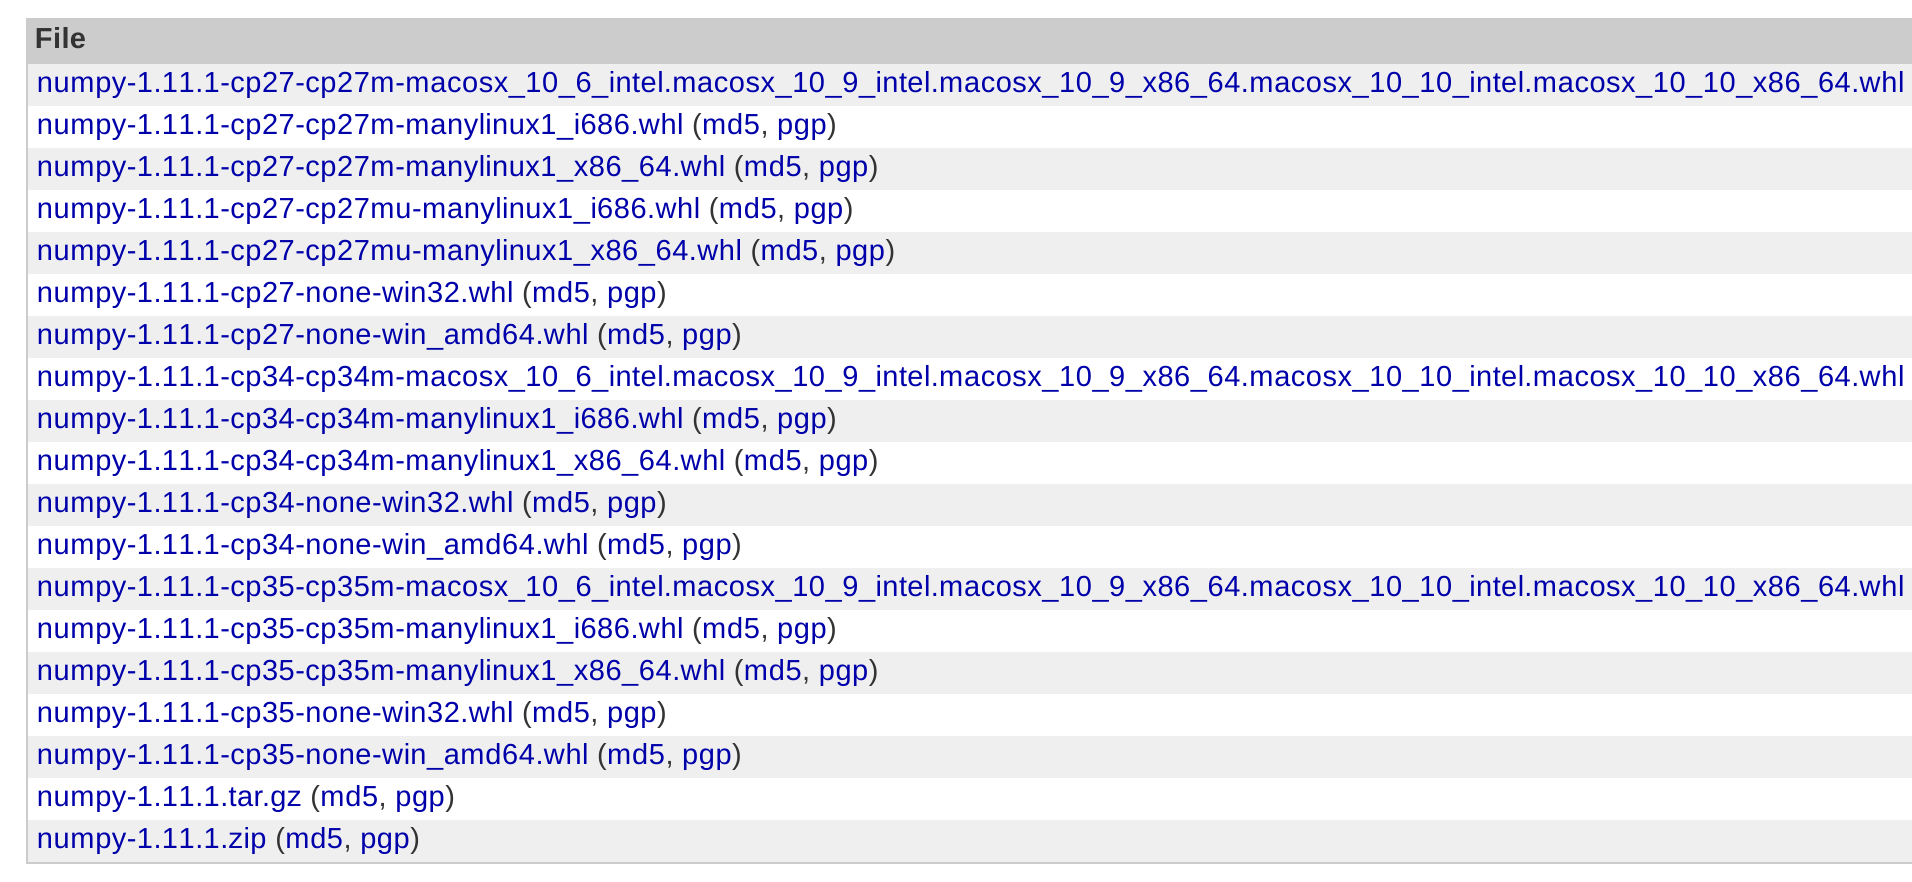 File
numpy-1.11.1-cp27-cp27m-macosx_10_6_intel.macosx_10_9_intel.macosx_10_9_x86_64.macosx_10_10_intel.macosx_10_10_x86_64.whl
numpy-1.11.1-cp27-cp27m-manylinux1_i686.whl (md5, pgp)
numpy-1.11.1-cp27-cp27m-manylinux1_x86_64.whl (md5, pgp)
numpy-1.11.1-cp27-cp27mu-manylinux1_i686.whl (md5, pgp)
numpy-1.11.1-cp27-cp27mu-manylinux1_x86_64.whl (md5, pgp)
numpy-1.11.1-cp27-none-win32.whl (md5, pgp)
numpy-1.11.1-cp27-none-win_amd64.whl (md5, pgp)
numpy-1.11.1-cp34-cp34m-macosx_10_6_intel.macosx_10_9_intel.macosx_10_9_x86_64.macosx_10_10_intel.macosx_10_10_x86_64.whl
numpy-1.11.1-cp34-cp34m-manylinux1_i686.whl (md5, pgp)
numpy-1.11.1-cp34-cp34m-manylinux1_x86_64.whl (md5, pgp)
numpy-1.11.1-cp34-none-win32.whl (md5, pgp)
numpy-1.11.1-cp34-none-win_amd64.whl (md5, pgp)
numpy-1.11.1-cp35-cp35m-macosx_10_6_intel.macosx_10_9_intel.macosx_10_9_x86_64.macosx_10_10_intel.macosx_10_10_x86_64.whl
numpy-1.11.1-cp35-cp35m-manylinux1_i686.whl (md5, pgp)
numpy-1.11.1-cp35-cp35m-manylinux1_x86_64.whl (md5, pgp)
numpy-1.11.1-cp35-none-win32.whl (md5, pgp)
numpy-1.11.1-cp35-none-win_amd64.whl (md5, pgp)
numpy-1.11.1.tar.gz (md5, pgp)
numpy-1.11.1.zip (md5, pgp)